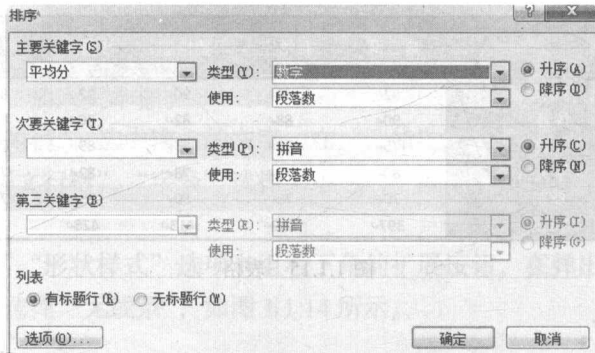 排序
主要关键字(S)
平均分 类型(Y): 数字 升序(A)
降序(D)
使用: 段落数
次要关键字(T)
类型(P): 拼音 升序(C)
降序(N)
使用: 段落数
第三关键字(B)
类型(E): 拼音 升序(I)
降序(G)
使用: 段落数
列表
有标题行(R) 无标题行(W)
选项(O)... 确定 取消